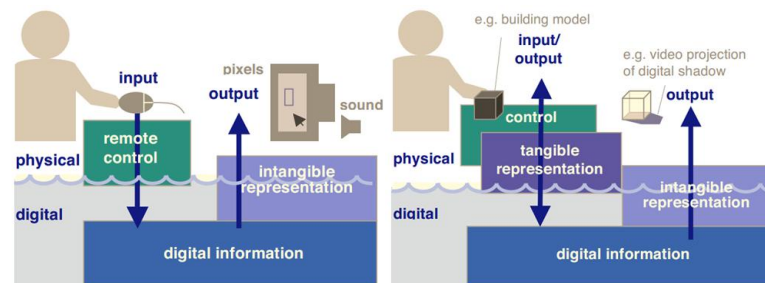 input
pixels
output
sound
remote
control
physical
intangible
representation
digital
digital information
e.g. building model
input/
output
e.g. video projection
of digital shadow
output
control
tangible
representation
physical
intangible
representation
digital
digital information